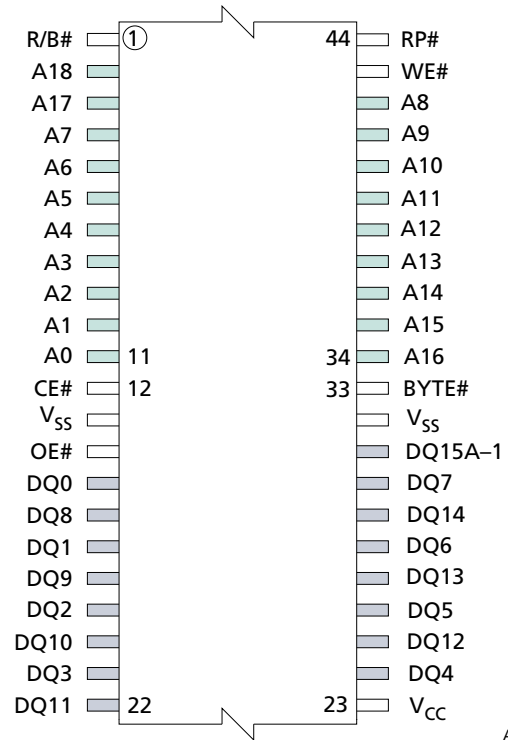 R/B# 1 44 RP#
A18 WE#
A17 A8
A7 A9
A6 A10
A5 A11
A4 A12
A3 A13
A2 A14
A1 A15
A0 11 34 A16
CE# 12 33 BYTE#
VSS VSS
OE# DQ15A–1
DQ0 DQ7
DQ8 DQ14
DQ1 DQ6
DQ9 DQ13
DQ2 DQ5
DQ10 DQ12
DQ3 DQ4
DQ11 22 23 VCC